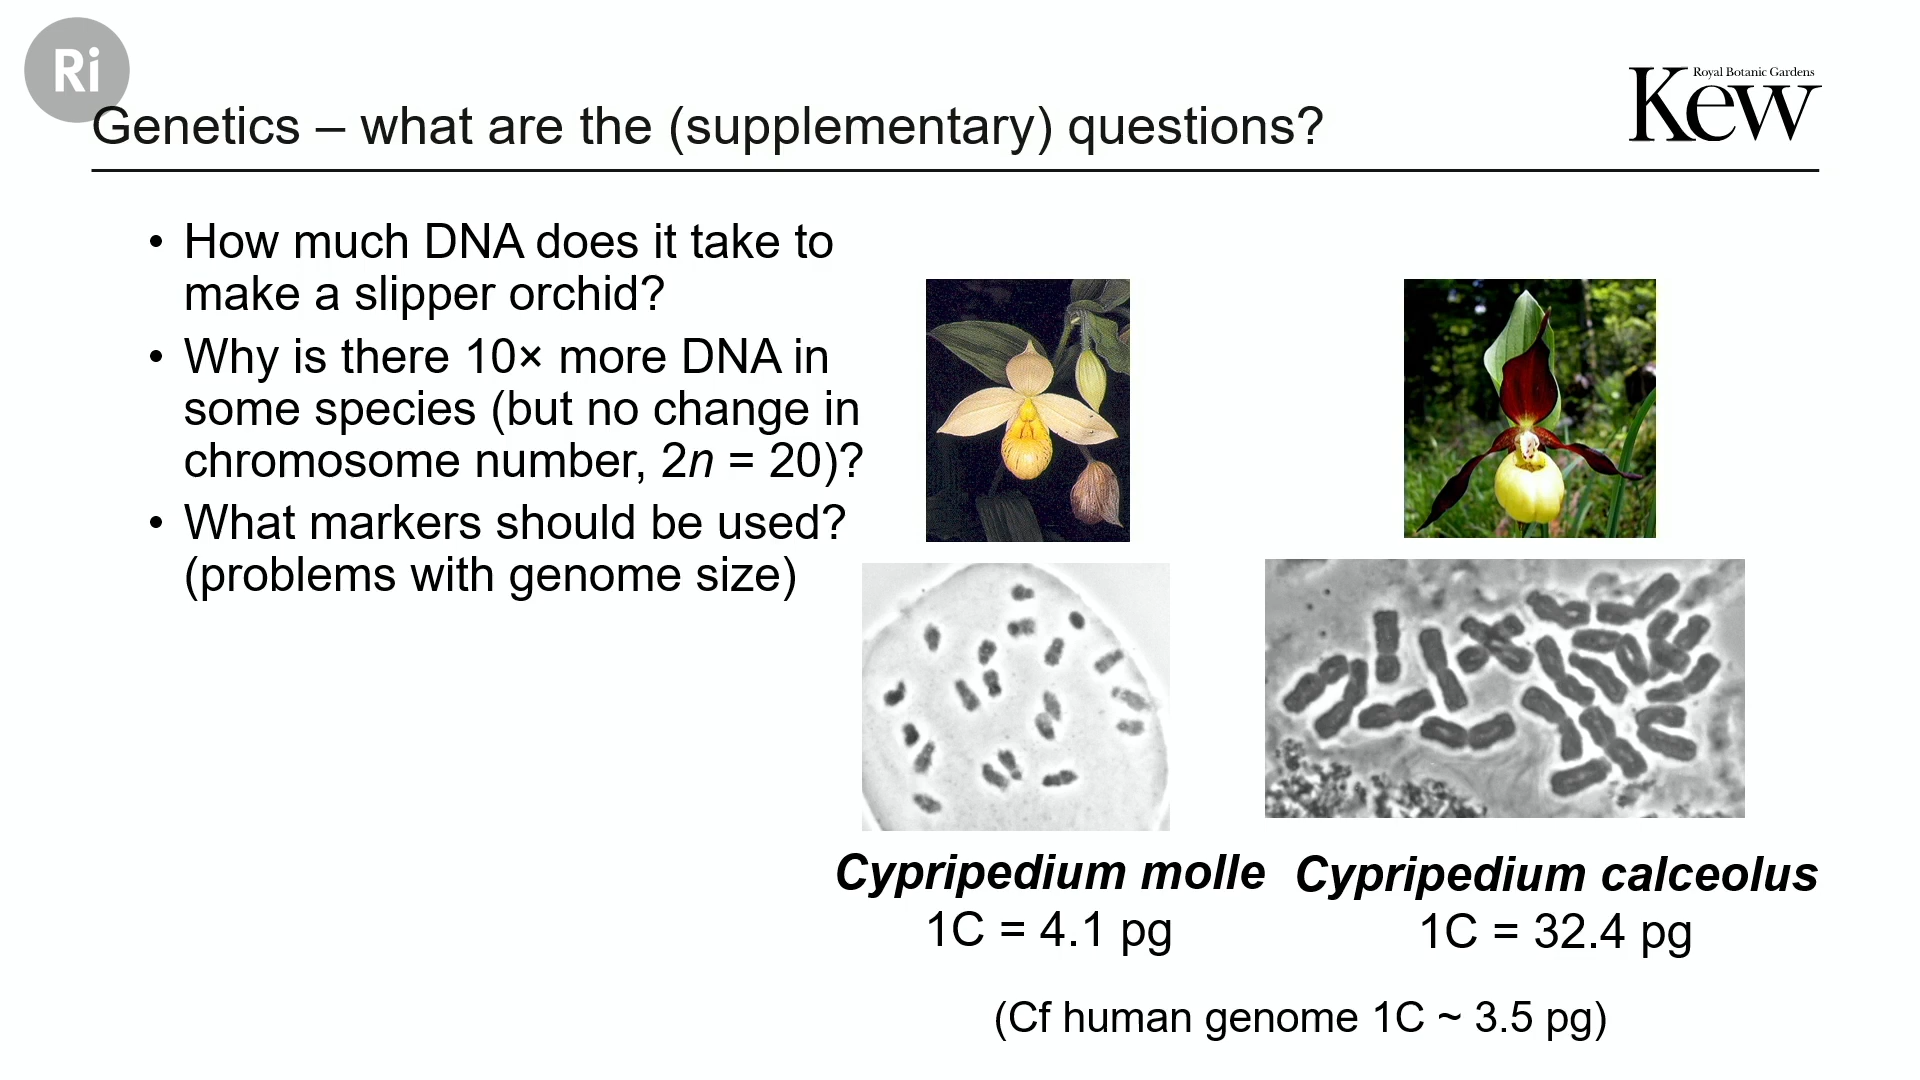 Ri
Royal Botanic Gardens
Kew
Genetics – what are the (supplementary) questions?
• How much DNA does it take to
make a slipper orchid?
• Why is there 10× more DNA in
some species (but no change in
chromosome number, 2n = 20)?
• What markers should be used?
(problems with genome size)
Cypripedium molle
1C = 4.1 pg
Cypripedium calceolus
1C = 32.4 pg
(Cf human genome 1C ~ 3.5 pg)